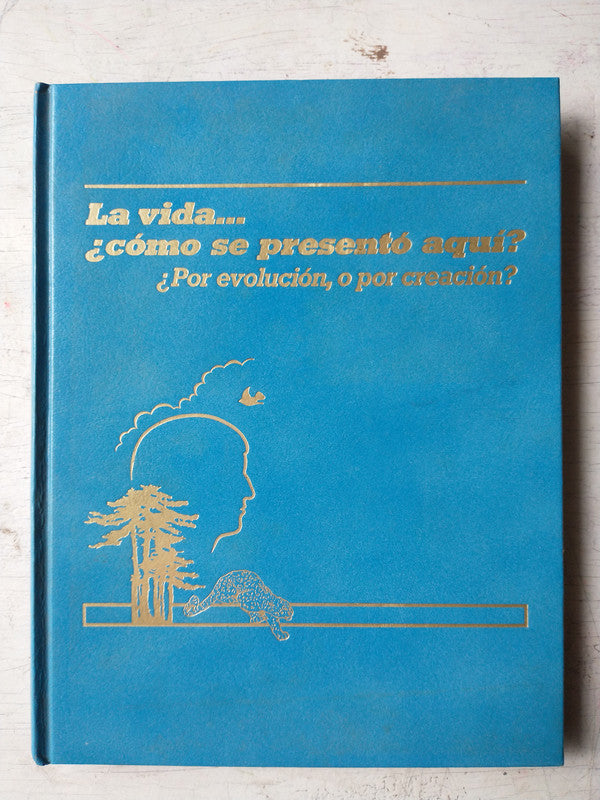 La vida...
¿cómo se presentó aquí?
¿Por evolución, o por creación?